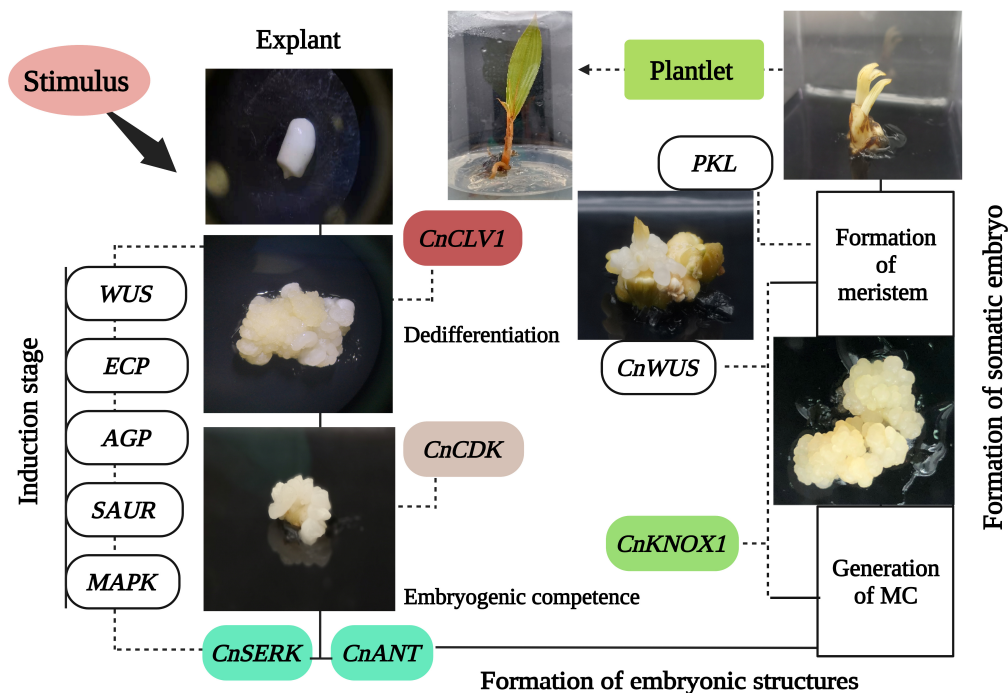 Explant
Stimulus
Plantlet
PKL
CnCLV1
Formation
of
meristem
WUS
Dedifferentiation
ECP
CnWUS
AGP
CnCDK
SAUR
CnKNOX1
MAPK
Embryogenic competence
Generation
of MC
CnSERK
CnANT
Formation of embryonic structures
Induction stage
Formation of somatic embryo